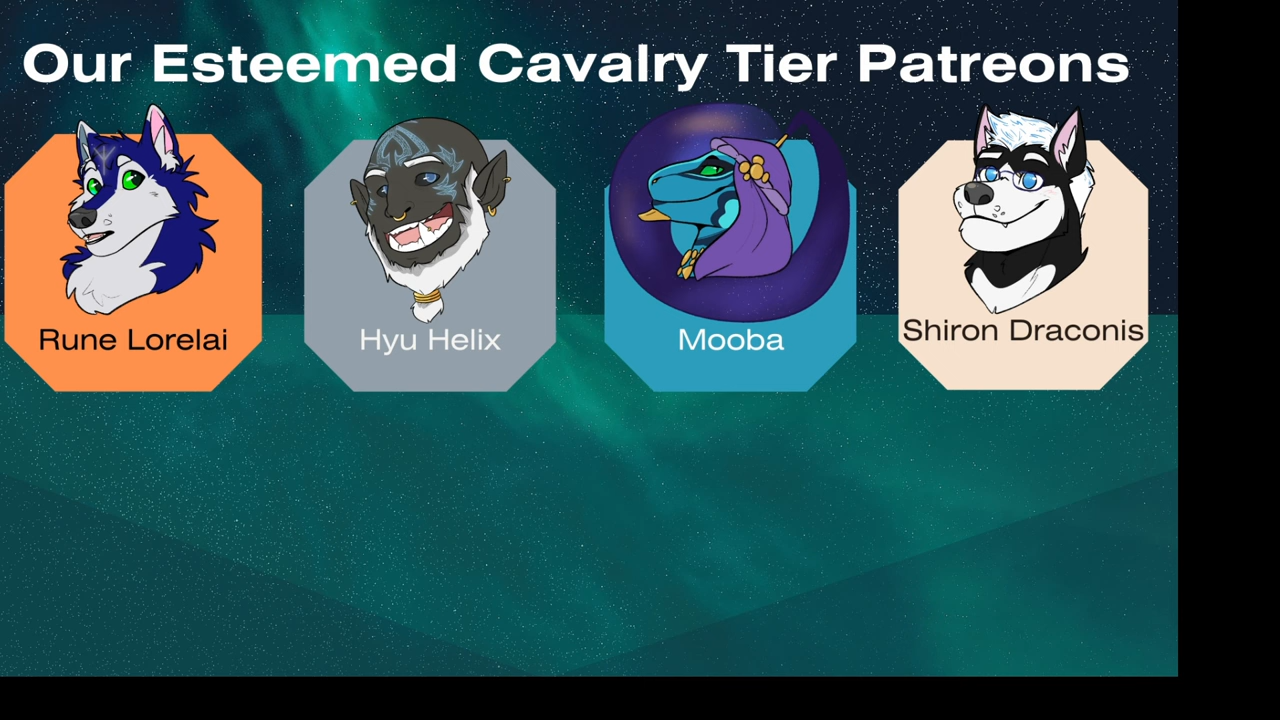 Our Esteemed Cavalry Tier Patreons
Rune Lorelai
Hyu Helix
Mooba
Shiron Draconis